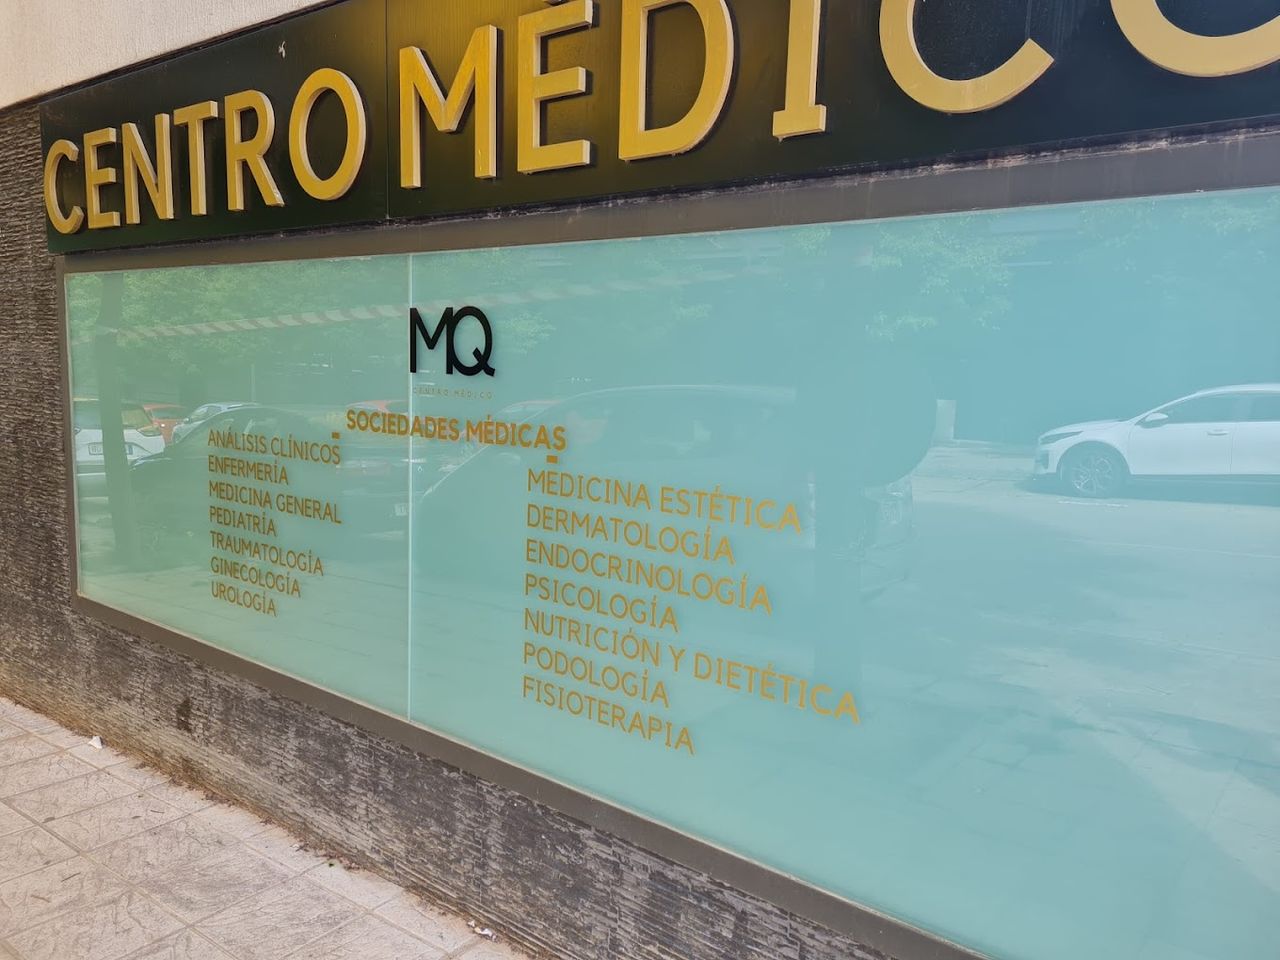 CENTRO MÉDICO
MQ
CENTRO MÉDICO
SOCIEDADES MÉDICAS
ANÁLISIS CLÍNICOS
ENFERMERÍA
MEDICINA GENERAL
PEDIATRÍA
TRAUMATOLOGÍA
GINECOLOGÍA
UROLOGÍA
MEDICINA ESTÉTICA
DERMATOLOGÍA
ENDOCRINOLOGÍA
PSICOLOGÍA
NUTRICIÓN Y DIETÉTICA
PODOLOGÍA
FISIOTERAPIA